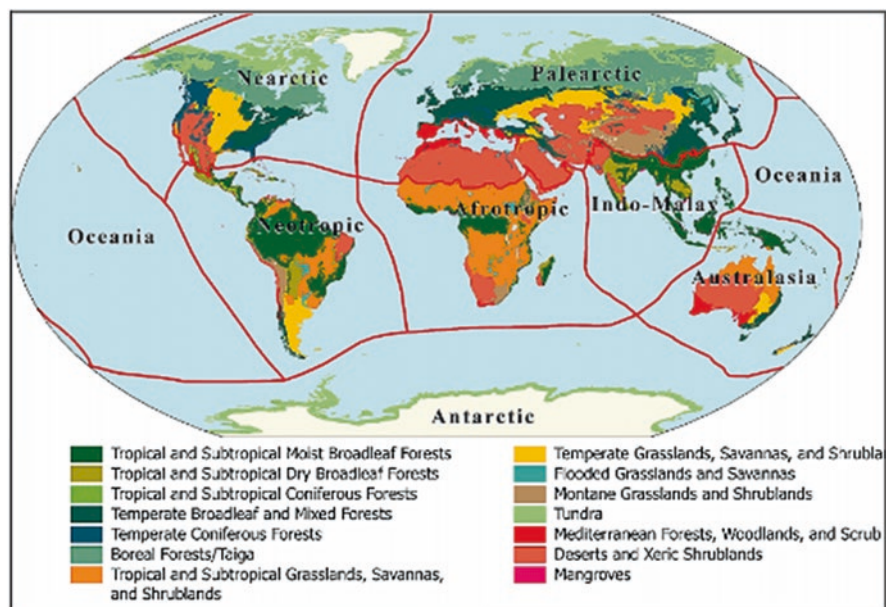 Nearctic
Palearctic
Oceania
Neotropic
Afrotropic
Indo-Malay
Oceania
Australasia
Antarctic
Tropical and Subtropical Moist Broadleaf Forests
Tropical and Subtropical Dry Broadleaf Forests
Tropical and Subtropical Coniferous Forests
Temperate Broadleaf and Mixed Forests
Temperate Coniferous Forests
Boreal Forests/Taiga
Tropical and Subtropical Grasslands, Savannas,
and Shrublands
Temperate Grasslands, Savannas, and Shrublan
Flooded Grasslands and Savannas
Montane Grasslands and Shrublands
Tundra
Mediterranean Forests, Woodlands, and Scrub
Deserts and Xeric Shrublands
Mangroves